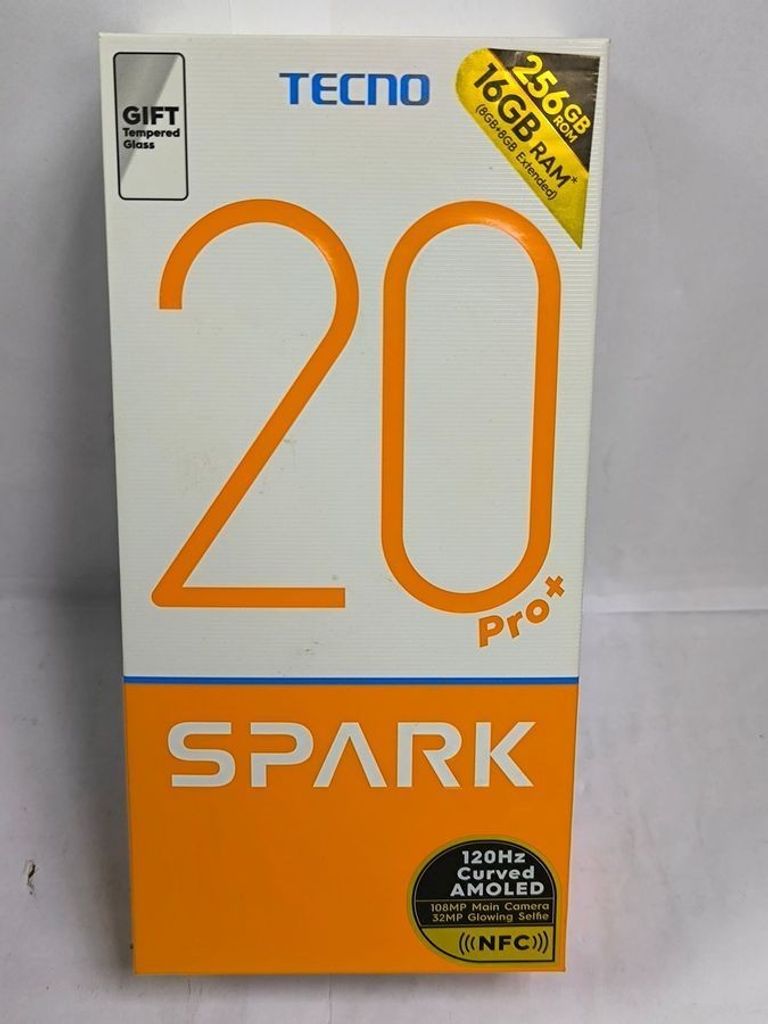 GIFT
Tempered
Glass
TECNO
256GB
ROM
16GB RAM*
(8GB+8GB Extended)
20
Pro+
SPARK
120Hz
Curved
AMOLED
108MP Main Camera
32MP Glowing Selfie
(((NFC)))